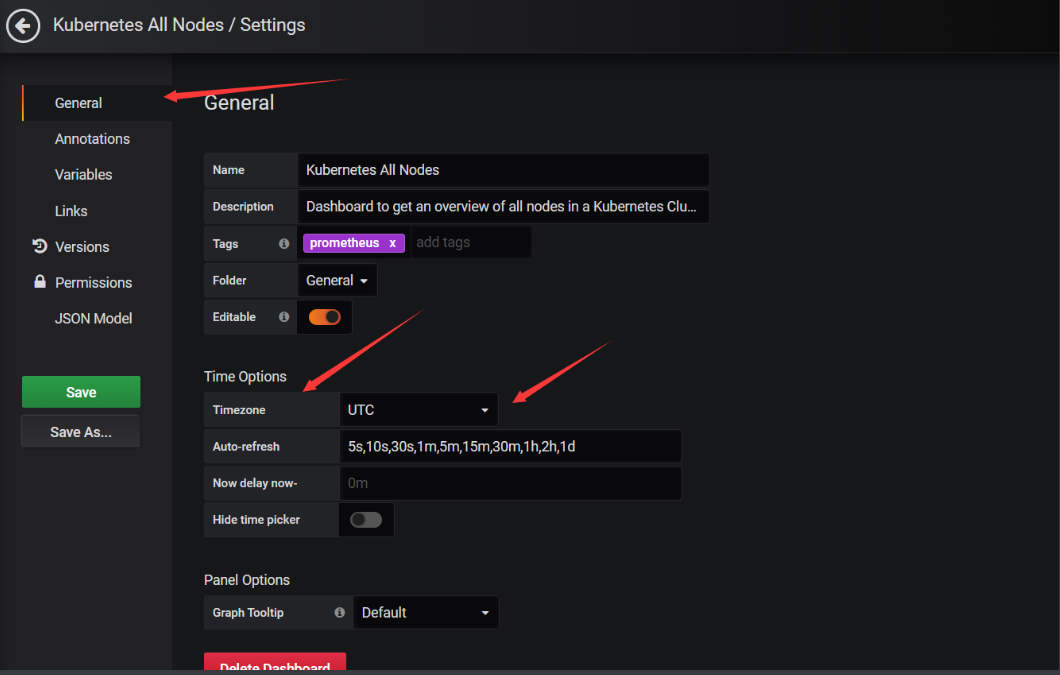 Kubernetes All Nodes / Settings
General
Annotations
Variables
Links
Versions
Permissions
JSON Model
Save
Save As...
General
Name Kubernetes All Nodes
Description Dashboard to get an overview of all nodes in a Kubernetes Clu...
Tags prometheus x add tags
Folder General
Editable
Time Options
Timezone UTC
Auto-refresh 5s,10s,30s,1m,5m,15m,30m,1h,2h,1d
Now delay now- 0m
Hide time picker
Panel Options
Graph Tooltip Default
Delete Dashboard